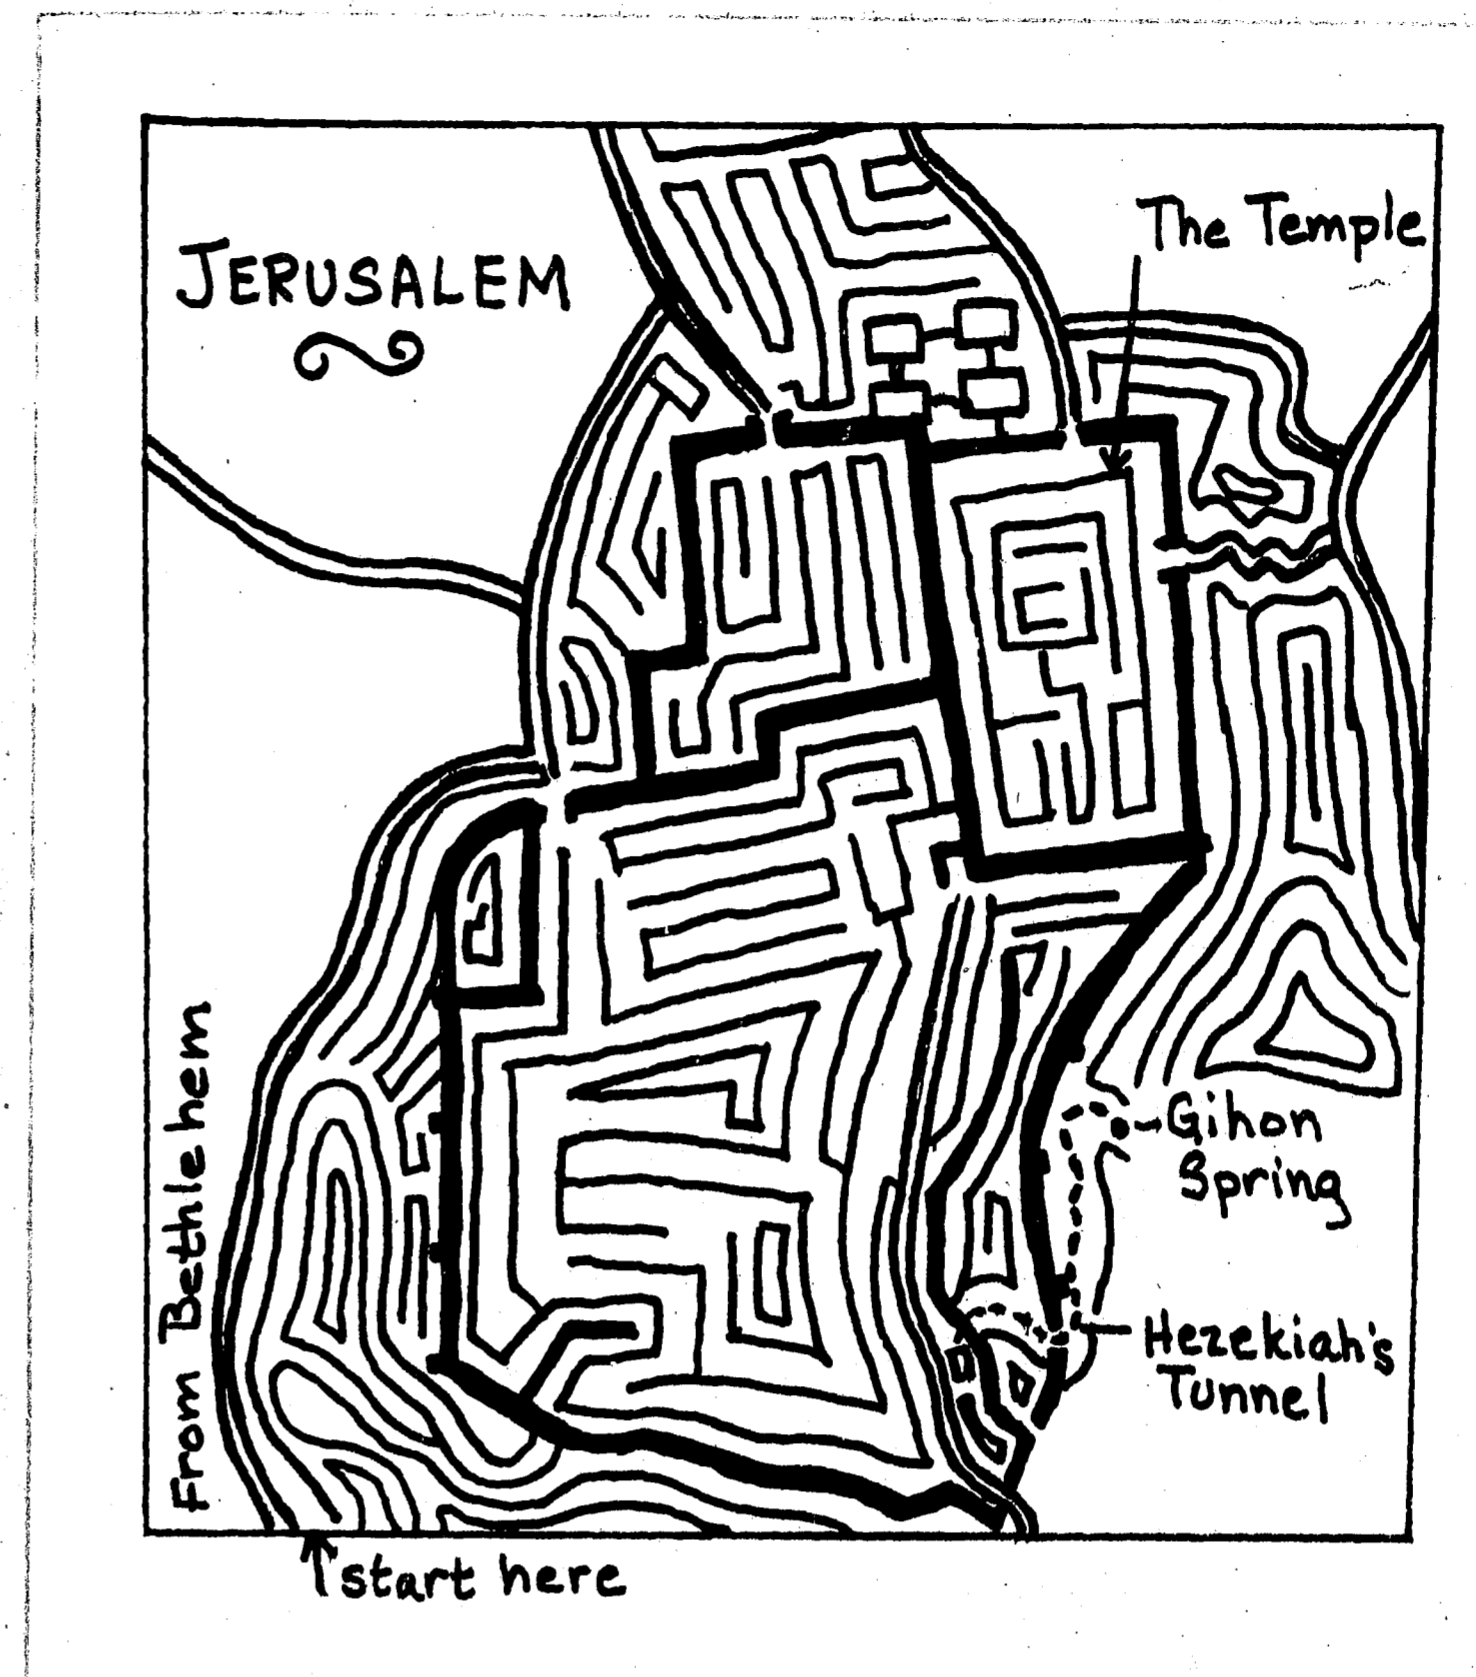 JERUSALEM
The Temple
From Bethlehem
Gihon
Spring
Hezekiah's
Tunnel
start here